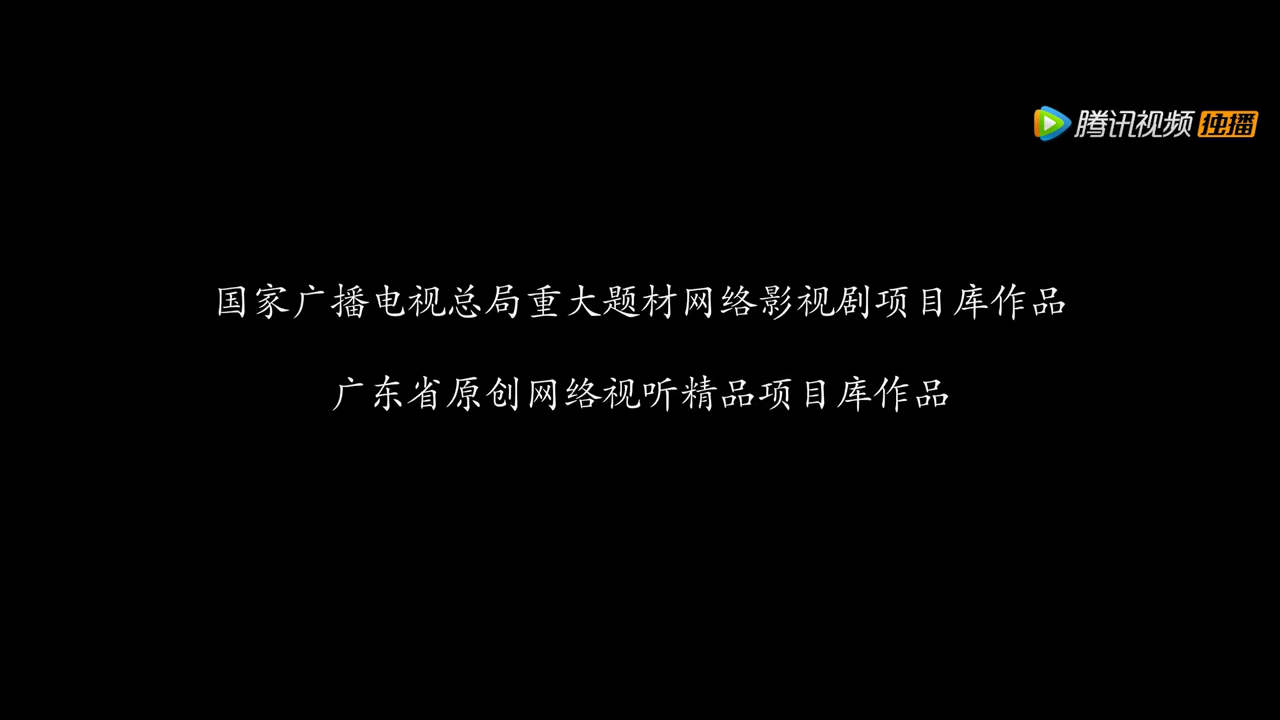 腾讯视频 独播
国家广播电视总局重大题材网络影视剧项目库作品
广东省原创网络视听精品项目库作品